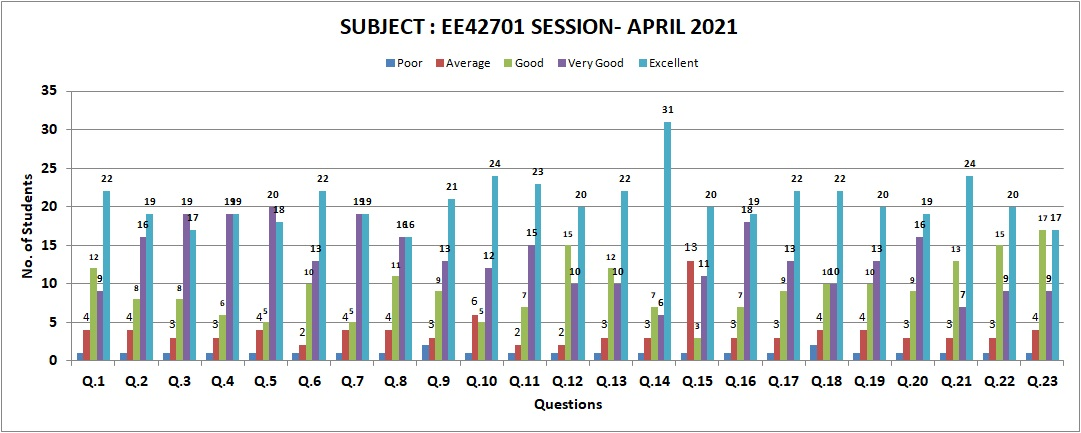 SUBJECT : EE42701 SESSION- APRIL 2021
Poor Average Good Very Good Excellent
35
30
25
20
15
10
5
0
No. of Students
4 12 9 22
4 8 16 19
3 8 19 17
3 6 19 19
4 5 20 18
2 10 13 22
4 5 19 19
4 11 16 16
3 9 13 21
6 5 12 24
2 7 15 23
2 15 10 20
3 12 10 22
3 7 6 31
13 3 11 20
3 7 18 19
3 9 13 22
4 10 10 22
4 10 13 20
3 9 16 19
3 13 7 24
3 15 9 20
4 17 9 17
Q.1 Q.2 Q.3 Q.4 Q.5 Q.6 Q.7 Q.8 Q.9 Q.10 Q.11 Q.12 Q.13 Q.14 Q.15 Q.16 Q.17 Q.18 Q.19 Q.20 Q.21 Q.22 Q.23
Questions